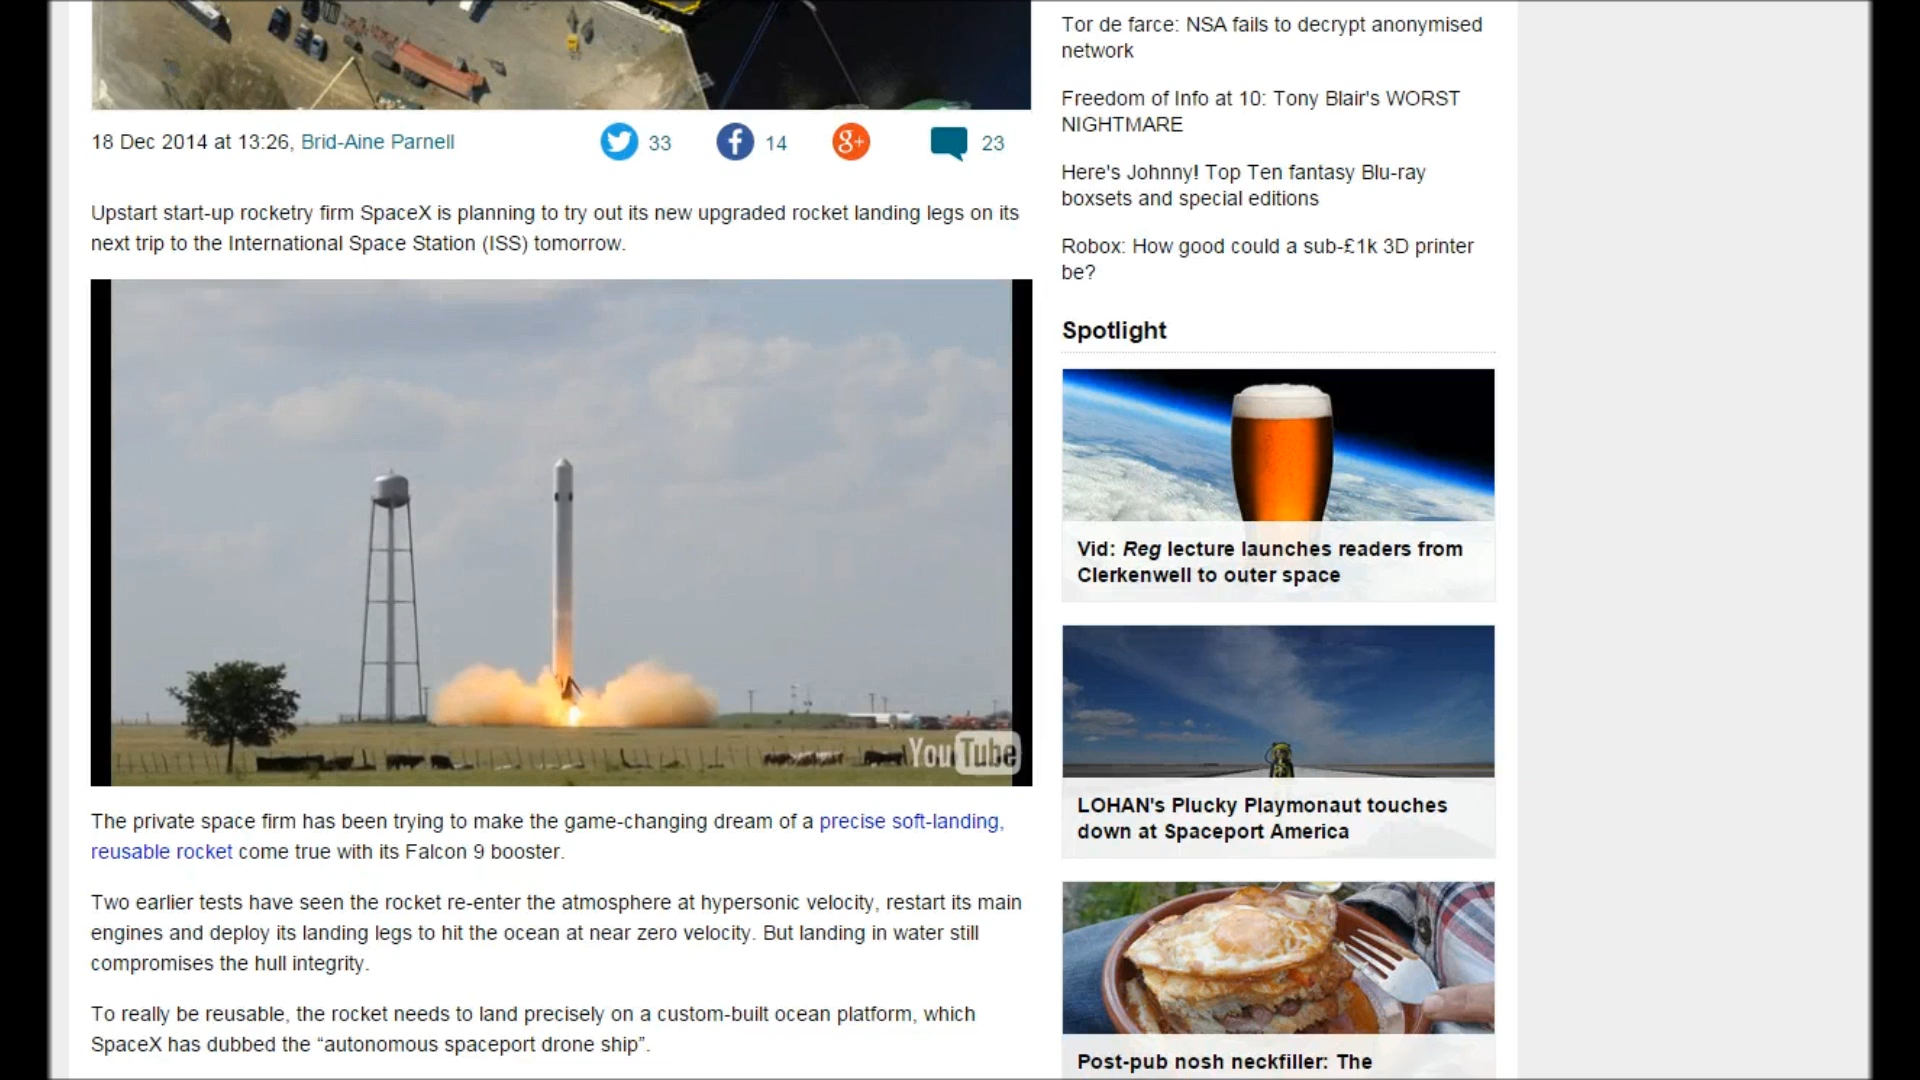 18 Dec 2014 at 13:26, Brid-Aine Parnell
33
14
g+
23
Upstart start-up rocketry firm SpaceX is planning to try out its new upgraded rocket landing legs on its
next trip to the International Space Station (ISS) tomorrow.
YouTube
The private space firm has been trying to make the game-changing dream of a precise soft-landing,
reusable rocket come true with its Falcon 9 booster.
Two earlier tests have seen the rocket re-enter the atmosphere at hypersonic velocity, restart its main
engines and deploy its landing legs to hit the ocean at near zero velocity. But landing in water still
compromises the hull integrity.
To really be reusable, the rocket needs to land precisely on a custom-built ocean platform, which
SpaceX has dubbed the “autonomous spaceport drone ship”.
Tor de farce: NSA fails to decrypt anonymised
network
Freedom of Info at 10: Tony Blair's WORST
NIGHTMARE
Here's Johnny! Top Ten fantasy Blu-ray
boxsets and special editions
Robox: How good could a sub-£1k 3D printer
be?
Spotlight
Vid: Reg lecture launches readers from
Clerkenwell to outer space
LOHAN's Plucky Playmonaut touches
down at Spaceport America
Post-pub nosh neckfiller: The